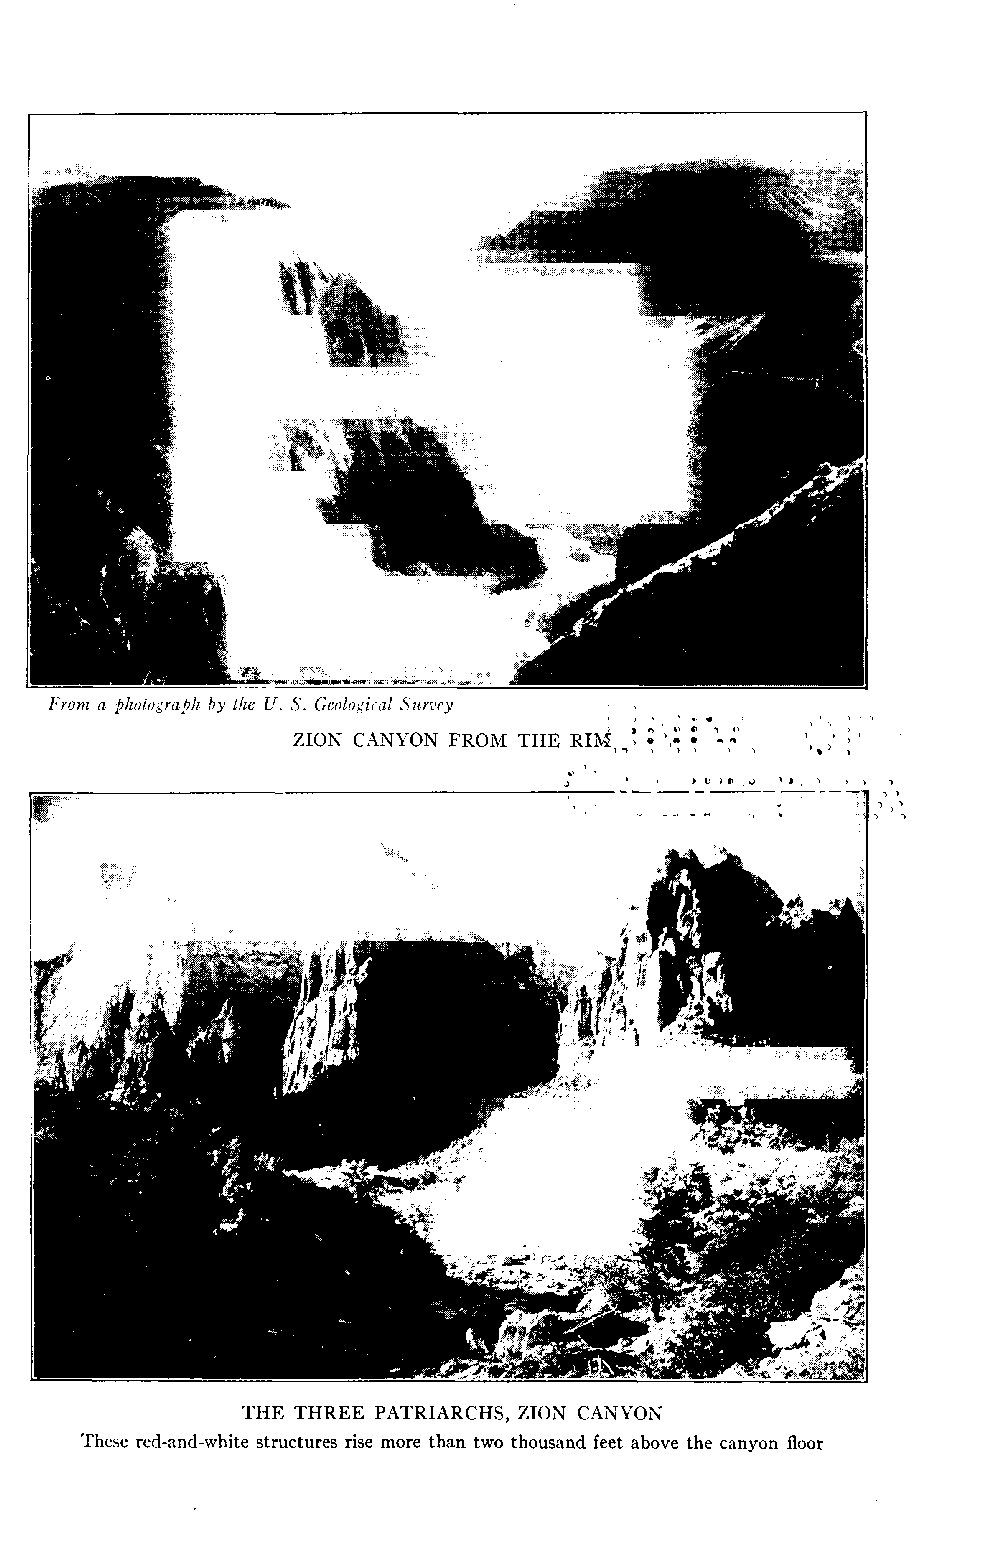 From a photograph by the U. S. Geological Survey
ZION CANYON FROM THE RIM
THE THREE PATRIARCHS, ZION CANYON
These red-and-white structures rise more than two thousand feet above the canyon floor